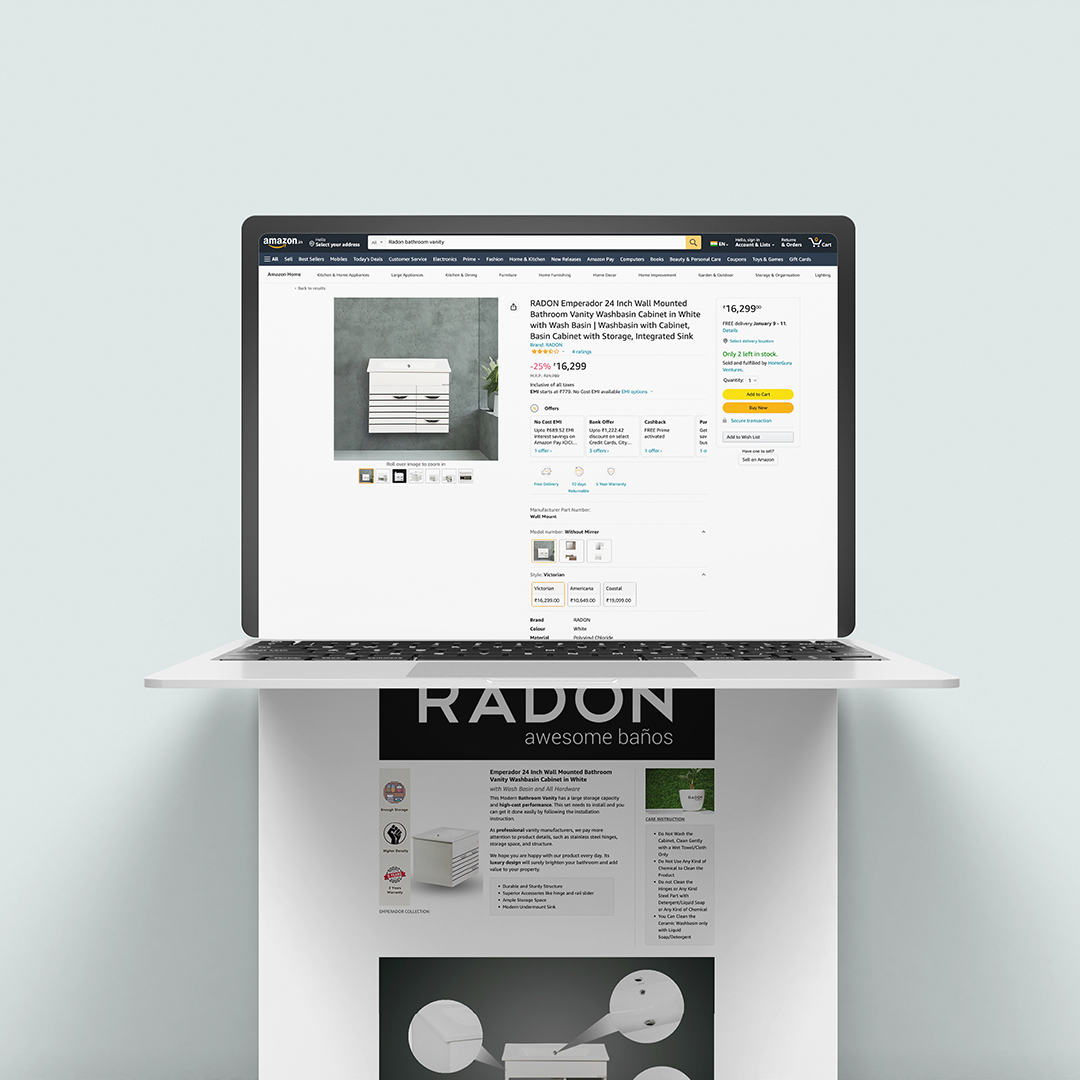 amazon.in
Hello
Select your address
All
Radon bathroom vanity
EN
Hello, sign in
Account & Lists
Returns
& Orders
0
Cart
All Sell Best Sellers Mobiles Today's Deals Customer Service Electronics Prime Fashion Home & Kitchen New Releases Amazon Pay Computers Books Beauty & Personal Care Coupons Toys & Games Gift Cards
Amazon Home Kitchen & Home Appliances Large Appliances Kitchen & Dining Furniture Home Furnishing Home Decor Home Improvement Garden & Outdoor Storage & Organisation Lighting
‹ Back to results
Roll over image to zoom in
RADON Emperador 24 Inch Wall Mounted
Bathroom Vanity Washbasin Cabinet in White
with Wash Basin | Washbasin with Cabinet,
Basin Cabinet with Storage, Integrated Sink
Brand: RADON
4 ratings
-25% ₹16,299
Inclusive of all taxes
EMI starts at ₹779. No Cost EMI available EMI options
Offers
No Cost EMI
Upto ₹689.52 EMI
interest savings on
Amazon Pay ICICI...
1 offer ›
Bank Offer
Upto ₹1,222.42
discount on select
Credit Cards, City...
3 offers ›
Cashback
FREE Prime
activated
1 offer ›
Par
Get
sav
bus
1 o
Free Delivery
10 days
Returnable
5 Year Warranty
Manufacturer Part Number:
Wall Mount
Model number: Without Mirror
Style: Victorian
Victorian
₹16,299.00
Americana
₹10,649.00
Coastal
₹19,099.00
Brand RADON
Colour White
Material Polyvinyl Chloride
₹16,299⁰⁰
FREE delivery January 9 - 11.
Details
Select delivery location
Only 2 left in stock.
Sold and fulfilled by HomeGuru
Ventures.
Quantity: 1
Add to Cart
Buy Now
Secure transaction
Add to Wish List
Have one to sell?
Sell on Amazon
RADON
awesome baños
Enough Storage
Higher Density
5 YEARS
5 Years
Warranty
EMPERADOR COLLECTION
Emperador 24 Inch Wall Mounted Bathroom
Vanity Washbasin Cabinet in White
with Wash Basin and All Hardware
This Modern Bathroom Vanity has a large storage capacity
and high-cost performance. This set needs to install and you
can get it done easily by following the installation
instruction.
As professional vanity manufacturers, we pay more
attention to product details, such as stainless steel hinges,
storage space, and structure.
We hope you are happy with our product every day. Its
luxury design will surely brighten your bathroom and add
value to your property.
• Durable and Sturdy Structure
• Superior Accessories like hinge and rail slider
• Ample Storage Space
• Modern Undermount Sink
RADON
CARE INSTRUCTION
• Do Not Wash the
Cabinet, Clean Gently
with a Wet Towel/Cloth
Only
• Do Not Use Any Kind of
Chemical to Clean the
Product
• Do not Clean the
Hinges or Any Kind
Steel Part with
Detergent/Liquid Soap
or Any Kind of Chemical
• You Can Clean the
Ceramic Washbasin only
with Liquid
Soap/Detergent